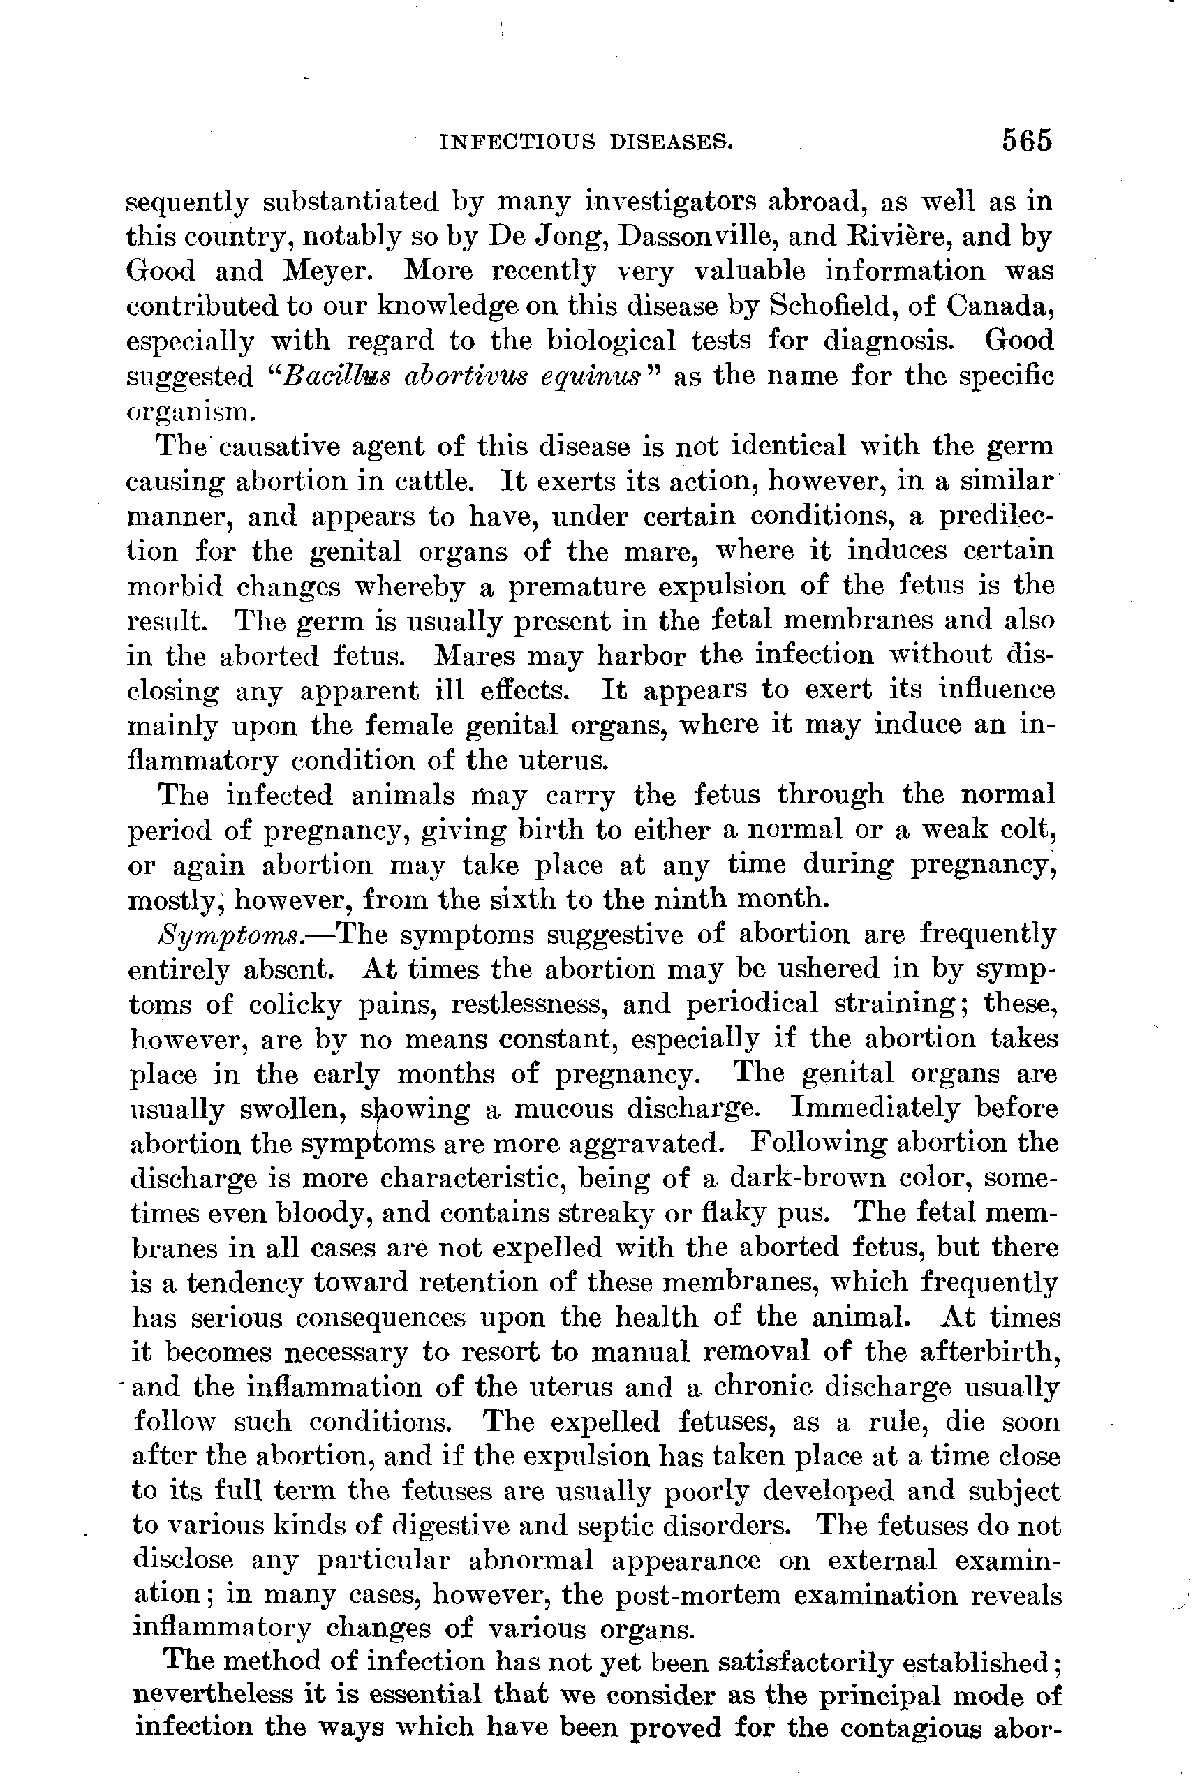 INFECTIOUS DISEASES. 565
sequently substantiated by many investigators abroad, as well as in
this country, notably so by De Jong, Dassonville, and Rivière, and by
Good and Meyer. More recently very valuable information was
contributed to our knowledge on this disease by Schofield, of Canada,
especially with regard to the biological tests for diagnosis. Good
suggested “Bacillus abortivus equinus” as the name for the specific
organism.
The causative agent of this disease is not identical with the germ
causing abortion in cattle. It exerts its action, however, in a similar
manner, and appears to have, under certain conditions, a predilec-
tion for the genital organs of the mare, where it induces certain
morbid changes whereby a premature expulsion of the fetus is the
result. The germ is usually present in the fetal membranes and also
in the aborted fetus. Mares may harbor the infection without dis-
closing any apparent ill effects. It appears to exert its influence
mainly upon the female genital organs, where it may induce an in-
flammatory condition of the uterus.
The infected animals may carry the fetus through the normal
period of pregnancy, giving birth to either a normal or a weak colt,
or again abortion may take place at any time during pregnancy,
mostly, however, from the sixth to the ninth month.
Symptoms.—The symptoms suggestive of abortion are frequently
entirely absent. At times the abortion may be ushered in by symp-
toms of colicky pains, restlessness, and periodical straining; these,
however, are by no means constant, especially if the abortion takes
place in the early months of pregnancy. The genital organs are
usually swollen, showing a mucous discharge. Immediately before
abortion the symptoms are more aggravated. Following abortion the
discharge is more characteristic, being of a dark-brown color, some-
times even bloody, and contains streaky or flaky pus. The fetal mem-
branes in all cases are not expelled with the aborted fetus, but there
is a tendency toward retention of these membranes, which frequently
has serious consequences upon the health of the animal. At times
it becomes necessary to resort to manual removal of the afterbirth,
and the inflammation of the uterus and a chronic discharge usually
follow such conditions. The expelled fetuses, as a rule, die soon
after the abortion, and if the expulsion has taken place at a time close
to its full term the fetuses are usually poorly developed and subject
to various kinds of digestive and septic disorders. The fetuses do not
disclose any particular abnormal appearance on external examin-
ation; in many cases, however, the post-mortem examination reveals
inflammatory changes of various organs.
The method of infection has not yet been satisfactorily established;
nevertheless it is essential that we consider as the principal mode of
infection the ways which have been proved for the contagious abor-